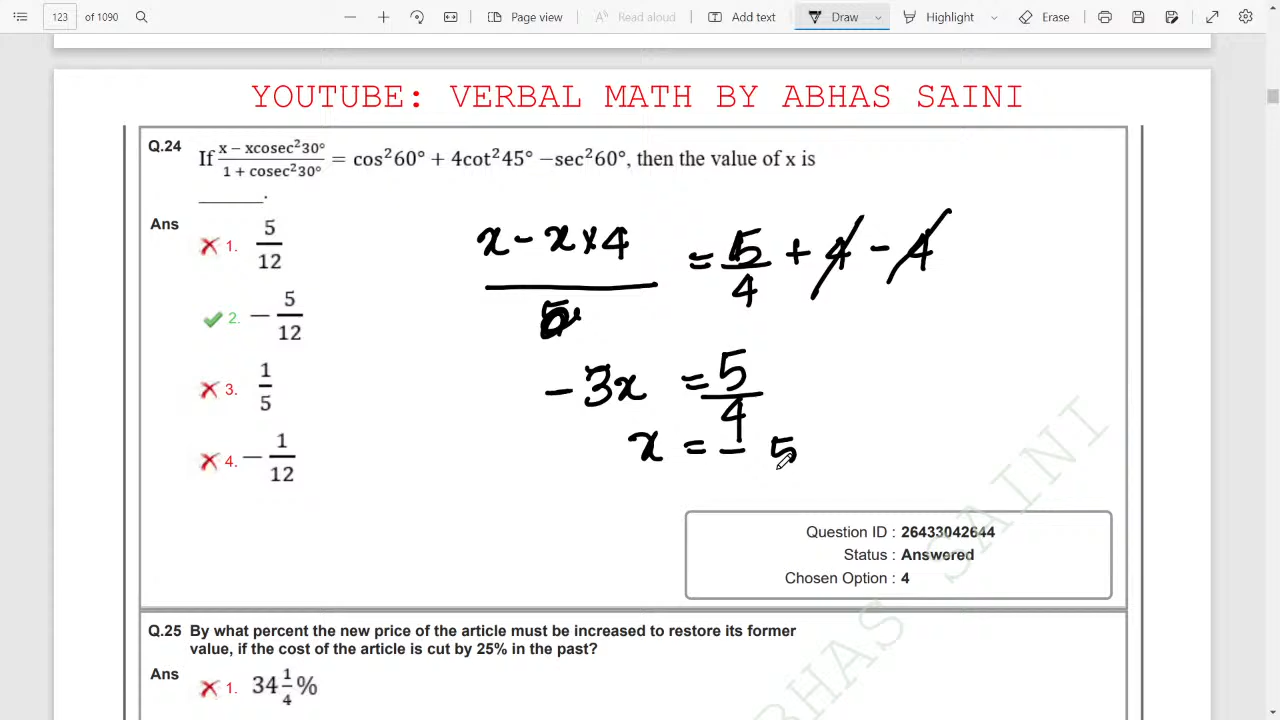 123 of 1090
Page view
Read aloud
Add text
Draw
Highlight
Erase
YOUTUBE: VERBAL MATH BY ABHAS SAINI
Q.24 If (x − xcosec²30°)/(1 + cosec²30°) = cos²60° + 4cot²45° −sec²60°, then the value of x is
______.
Ans
1. 5/12
2. −5/12
3. 1/5
4. −1/12
x − x×4 = 5/4 + 4 − 4
5
−3x = 5/4
x = − 5
Question ID : 26433042644
Status : Answered
Chosen Option : 4
Q.25 By what percent the new price of the article must be increased to restore its former
value, if the cost of the article is cut by 25% in the past?
Ans
1. 34 1/4%
ABHAS SAINI